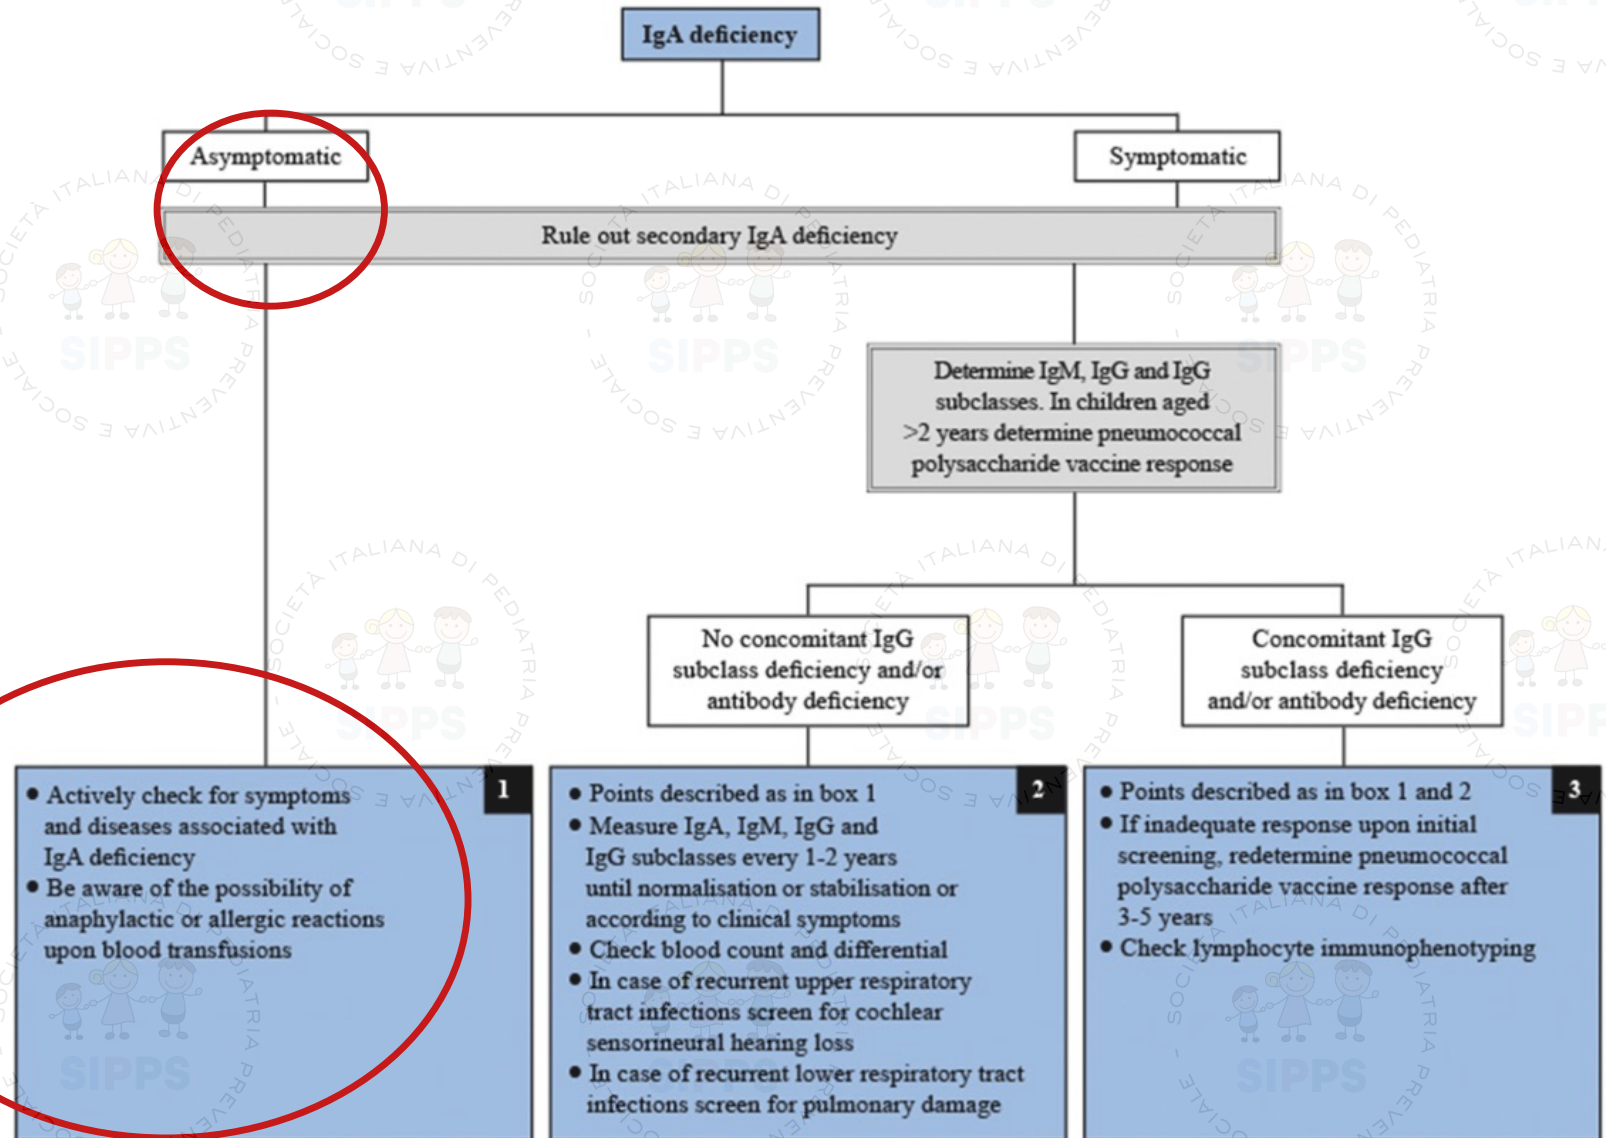 IgA deficiency
Asymptomatic
Symptomatic
Rule out secondary IgA deficiency
Determine IgM, IgG and IgG
subclasses. In children aged
>2 years determine pneumococcal
polysaccharide vaccine response
No concomitant IgG
subclass deficiency and/or
antibody deficiency
Concomitant IgG
subclass deficiency
and/or antibody deficiency
1
● Actively check for symptoms
and diseases associated with
IgA deficiency
● Be aware of the possibility of
anaphylactic or allergic reactions
upon blood transfusions
2
● Points described as in box 1
● Measure IgA, IgM, IgG and
IgG subclasses every 1-2 years
until normalisation or stabilisation or
according to clinical symptoms
● Check blood count and differential
● In case of recurrent upper respiratory
tract infections screen for cochlear
sensorineural hearing loss
● In case of recurrent lower respiratory tract
infections screen for pulmonary damage
3
● Points described as in box 1 and 2
● If inadequate response upon initial
screening, redetermine pneumococcal
polysaccharide vaccine response after
3-5 years
● Check lymphocyte immunophenotyping
SOCIETÀ ITALIANA DI PEDIATRIA PREVENTIVA E SOCIALE
SIPPS